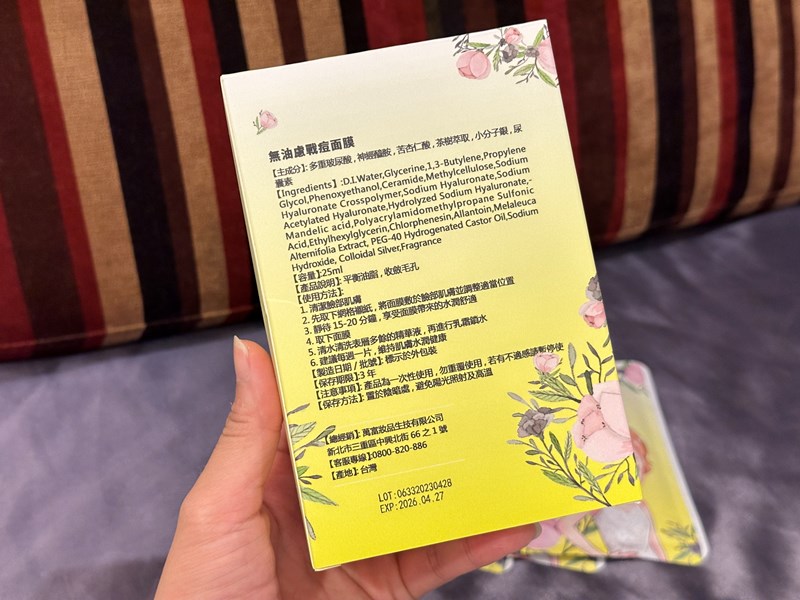 無油慮戰痘面膜
【主成分】: 多重玻尿酸 , 神經醯胺 , 苦杏仁酸 , 茶樹萃取 , 小分子銀 , 尿
囊素
【Ingredients】:D.I.Water,Glycerine,1,3-Butylene,Propylene
Glycol,Phenoxyethanol,Ceramide,Methylcellulose,Sodium
Hyaluronate Crosspolymer,Sodium Hyaluronate,Sodium
Acetylated Hyaluronate,Hydrolyzed Sodium Hyaluronate,-
Mandelic acid,Polyacrylamidomethylpropane Sulfonic
Acid,Ethylhexylglycerin,Chlorphenesin,Allantoin,Melaleuca
Alternifolia Extract, PEG-40 Hydrogenated Castor Oil,Sodium
Hydroxide, Colloidal Silver,Fragrance
【容量】:25ml
【產品說明】: 平衡油脂 , 收斂毛孔
【使用方法】:
1. 清潔臉部肌膚
2. 先取下網格襯紙 , 將面膜敷於臉部肌膚並調整適當位置
3. 靜待 15-20 分鐘 , 享受面膜帶來的水潤舒適
4. 取下面膜
5. 清水清洗表層多餘的精華液 , 再進行乳霜鎖水
6. 建議每週一片 , 維持肌膚水潤健康
【製造日期 / 批號】: 標示於外包裝
【保存期限】:3 年
【注意事項】: 產品為一次性使用 , 勿重覆使用 , 若有不適感請暫停使
【保存方法】: 置於陰暗處 , 避免陽光照射及高溫
【總經銷】: 萬富妝品生技有限公司
新北市三重區中興北街 66 之 1 號
【客服專線】:0800-820-886
【產地】: 台灣
LOT:063320230428
EXP:2026.04.27